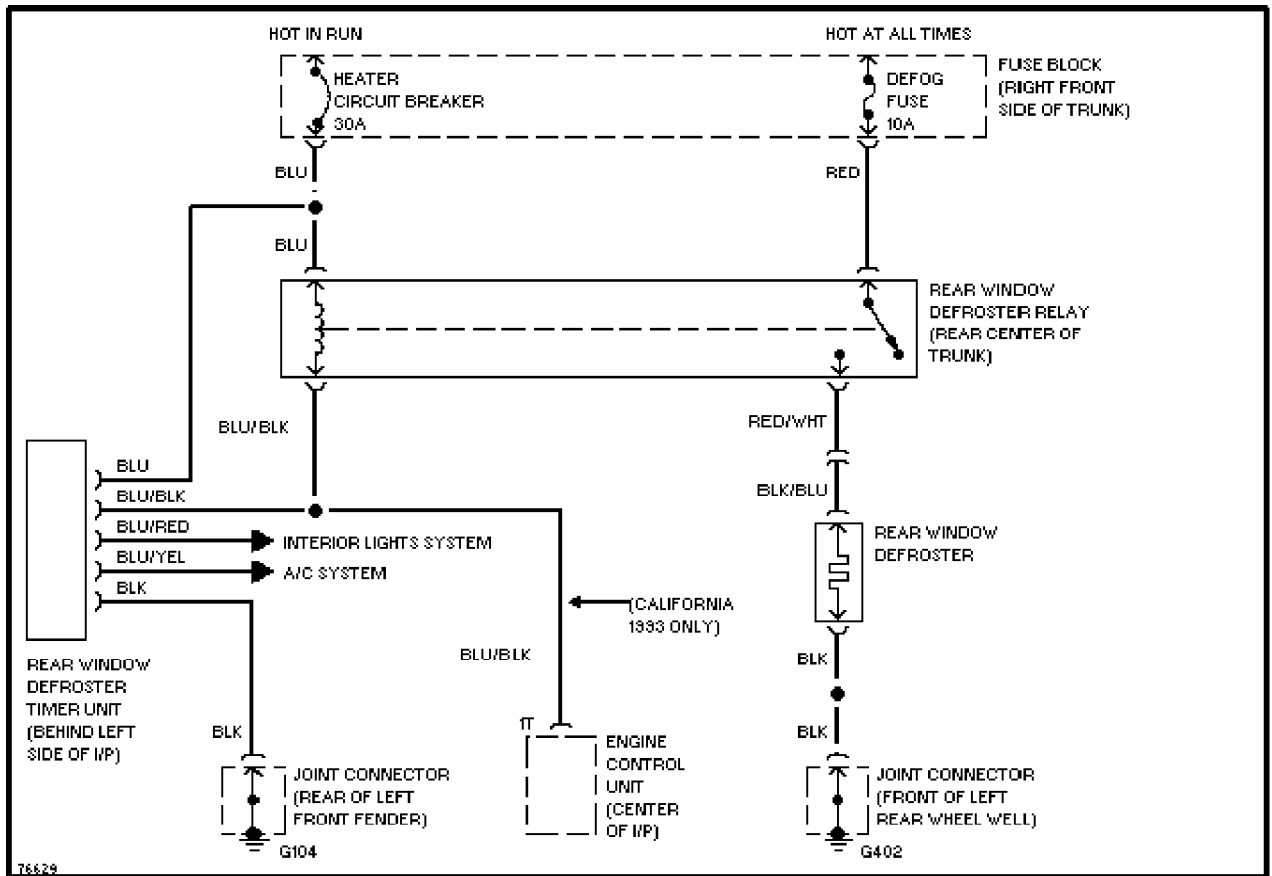 HOT IN RUN
HOT AT ALL TIMES
HEATER
CIRCUIT BREAKER
30A
DEFOG
FUSE
10A
FUSE BLOCK
(RIGHT FRONT
SIDE OF TRUNK)
BLU
RED
BLU
REAR WINDOW
DEFROSTER RELAY
(REAR CENTER OF
TRUNK)
BLU/BLK
RED/WHT
BLU
BLU/BLK
BLU/RED
BLU/YEL
BLK
INTERIOR LIGHTS SYSTEM
A/C SYSTEM
BLK/BLU
REAR WINDOW
DEFROSTER
(CALIFORNIA
1993 ONLY)
BLU/BLK
BLK
REAR WINDOW
DEFROSTER
TIMER UNIT
(BEHIND LEFT
SIDE OF I/P)
BLK
1T
BLK
ENGINE
CONTROL
UNIT
(CENTER
OF I/P)
JOINT CONNECTOR
(REAR OF LEFT
FRONT FENDER)
JOINT CONNECTOR
(FRONT OF LEFT
REAR WHEEL WELL)
G104
G402
76629